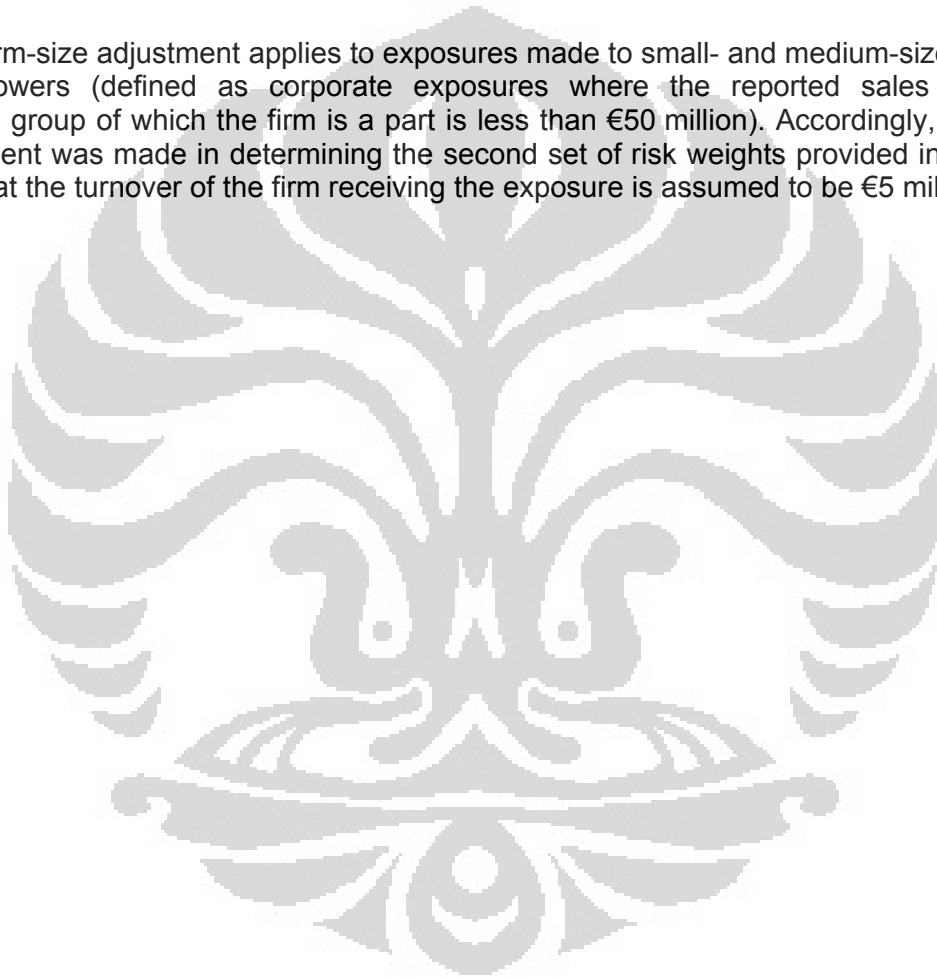 rm-size adjustment applies to exposures made to small- and medium-size
owers (defined as corporate exposures where the reported sales
group of which the firm is a part is less than €50 million). Accordingly,
ent was made in determining the second set of risk weights provided in
at the turnover of the firm receiving the exposure is assumed to be €5 mil